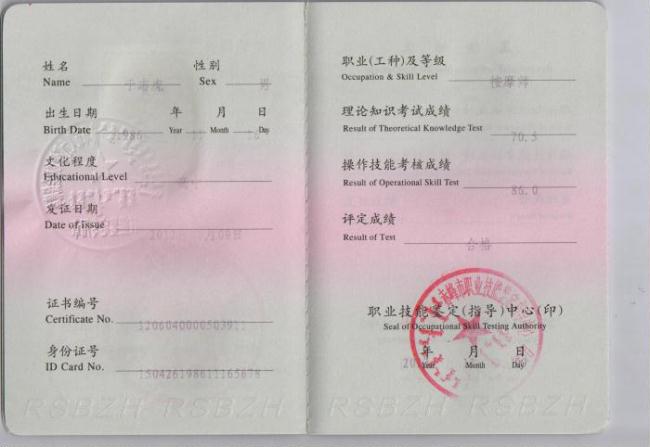 姓名
Name
性别 男
Sex
出生日期 年 月 日
Birth Date 1986 Year Month Day
文化程度
Educational Level
发证日期
Date of Issue
证书编号
Certificate No. 1206040000503911
身份证号
ID Card No.
职业(工种)及等级
Occupation & Skill Level 按摩师
理论知识考试成绩
Result of Theoretical Knowledge Test 70.5
操作技能考核成绩
Result of Operational Skill Test 86.0
评定成绩
Result of Test 合格
职业技能鉴定(指导)中心(印)
Seal of Occupational Skill Testing Authority
年 月 日
Year Month Day
RSBZH RSBZH RSBZH RSBZH